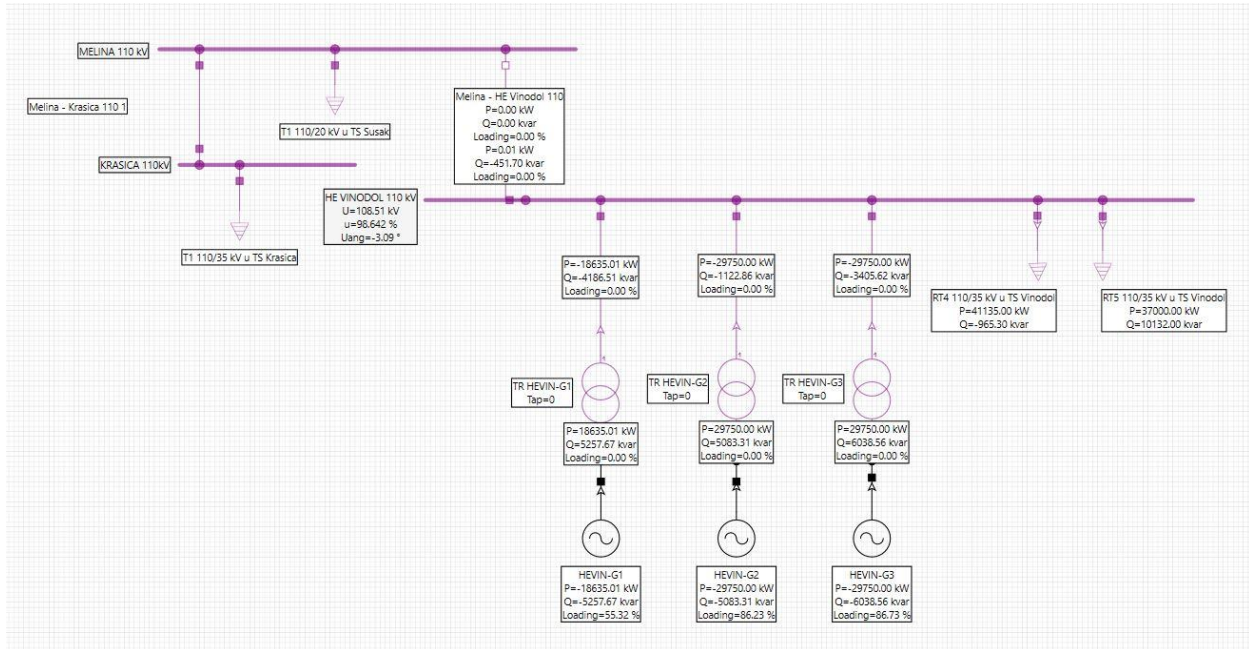 MELINA 110 kV
Melina - Krasica 110 1
T1 110/20 kV u TS Susak
Melina - HE Vinodol 110
P=0.00 kW
Q=0.00 kvar
Loading=0.00 %
P=0.01 kW
Q=-451.70 kvar
Loading=0.00 %
KRASICA 110kV
T1 110/35 kV u TS Krasica
HE VINODOL 110 kV
U=108.51 kV
u=98.642 %
Uang=-3.09 °
P=-18635.01 kW
Q=-4186.51 kvar
Loading=0.00 %
P=-29750.00 kW
Q=-1122.86 kvar
Loading=0.00 %
P=-29750.00 kW
Q=-3405.62 kvar
Loading=0.00 %
RT4 110/35 kV u TS Vinodol
P=41135.00 kW
Q=-965.30 kvar
RT5 110/35 kV u TS Vinodol
P=37000.00 kW
Q=10132.00 kvar
TR HEVIN-G1
Tap=0
TR HEVIN-G2
Tap=0
TR HEVIN-G3
Tap=0
P=18635.01 kW
Q=5257.67 kvar
Loading=0.00 %
P=29750.00 kW
Q=5083.31 kvar
Loading=0.00 %
P=29750.00 kW
Q=6038.56 kvar
Loading=0.00 %
HEVIN-G1
P=-18635.01 kW
Q=-5257.67 kvar
Loading=55.32 %
HEVIN-G2
P=-29750.00 kW
Q=-5083.31 kvar
Loading=86.23 %
HEVIN-G3
P=-29750.00 kW
Q=-6038.56 kvar
Loading=86.73 %